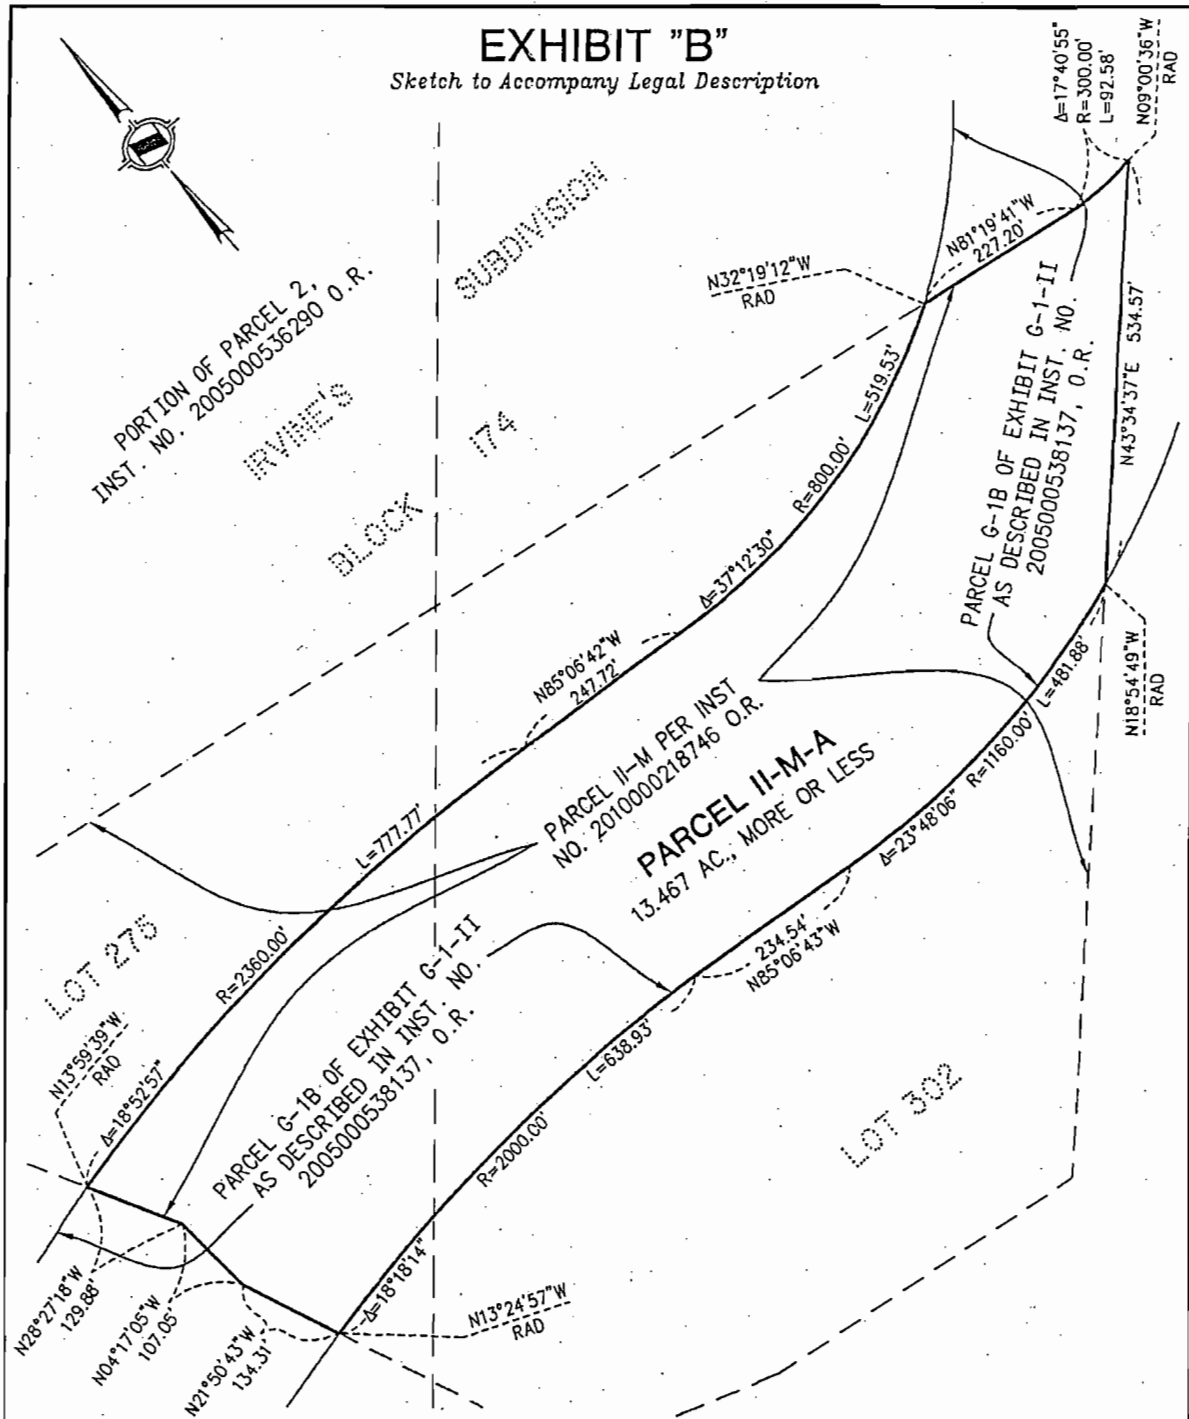 EXHIBIT "B"
Sketch to Accompany Legal Description
Δ=17°40'55"
R=300.00'
L=92.58'
N09°00'36"W
RAD
PORTION OF PARCEL 2,
INST. NO. 2005000536290 O.R.
SUBDIVISION
IRVINE'S
174
BLOCK
N32°19'12"W
RAD
N81°19'41"W
227.20'
L=519.53'
R=800.00'
Δ=37°12'30"
PARCEL G-1B OF EXHIBIT G-1-II
AS DESCRIBED IN INST. NO.
2005000538137, O.R.
N43°34'37"E 534.57'
N85°06'42"W
247.72'
L=481.88'
R=1160.00'
Δ=23°48'06"
N18°54'49"W
RAD
PARCEL II-M PER INST
NO. 2010000218746 O.R.
PARCEL II-M-A
13.467 AC., MORE OR LESS
L=777.77'
R=2360.00'
Δ=18°52'57"
LOT 275
N13°59'39"W
RAD
234.54'
N85°06'43"W
PARCEL G-1B OF EXHIBIT G-1-II
AS DESCRIBED IN INST. NO.
2005000538137, O.R.
L=638.93'
R=2000.00'
Δ=18°18'14"
LOT 302
N28°27'18"W
129.88'
N04°17'05"W
107.05'
N21°50'43"W
134.31'
N13°24'57"W
RAD